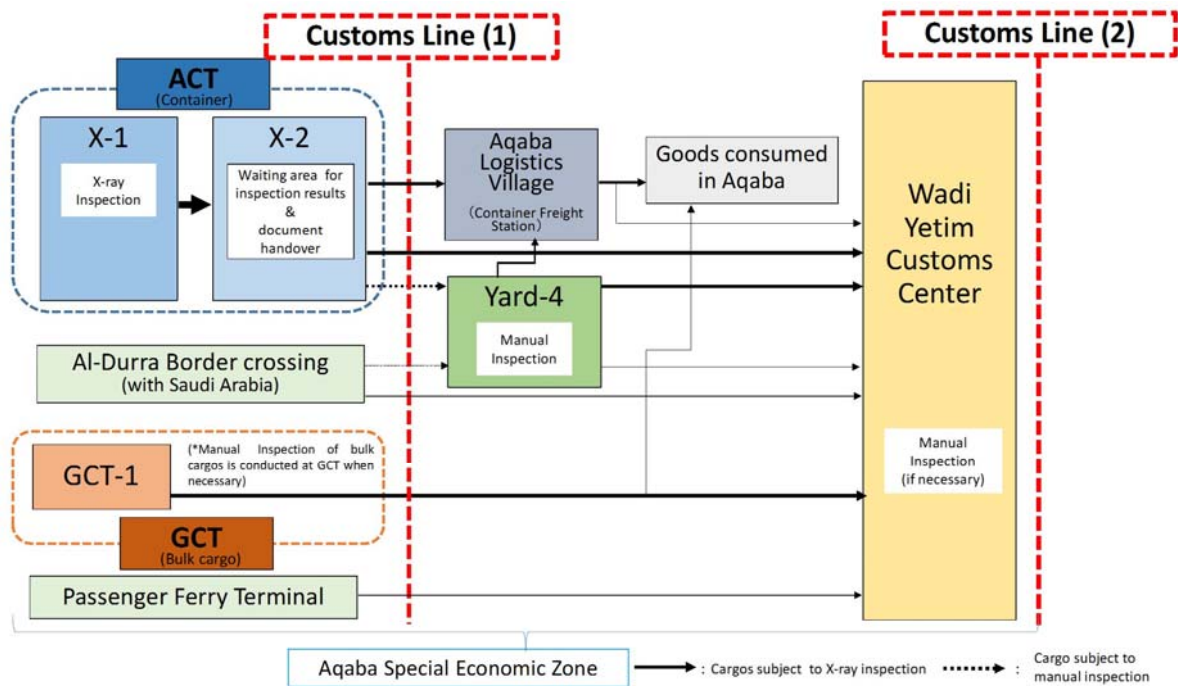 Customs Line (1)
Customs Line (2)
ACT
(Container)
X-1
X-ray
Inspection
X-2
Waiting area for
inspection results
&
document
handover
Aqaba
Logistics
Village
(Container Freight
Station)
Goods consumed
in Aqaba
Wadi
Yetim
Customs
Center
Manual
Inspection
(if necessary)
Yard-4
Manual
Inspection
Al-Durra Border crossing
(with Saudi Arabia)
(*Manual Inspection of bulk
cargos is conducted at GCT when
necessary)
GCT-1
GCT
(Bulk cargo)
Passenger Ferry Terminal
Aqaba Special Economic Zone
: Cargos subject to X-ray inspection
: Cargo subject to
manual inspection